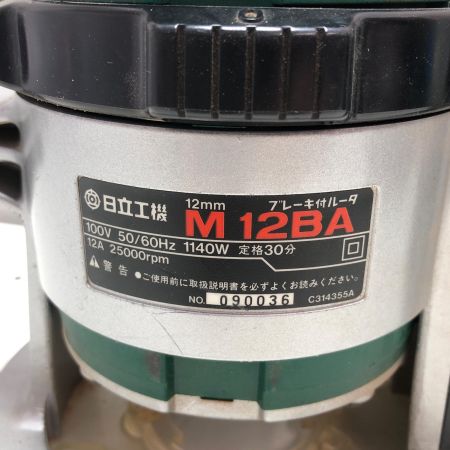 12mm ブレーキ付ルータ
日立工機 M 12BA
100V 50/60Hz 1140W 定格30分
12A 25000rpm
警告 ●ご使用前に取扱説明書を必ずよくお読みください。
NO. 090036 C314355A